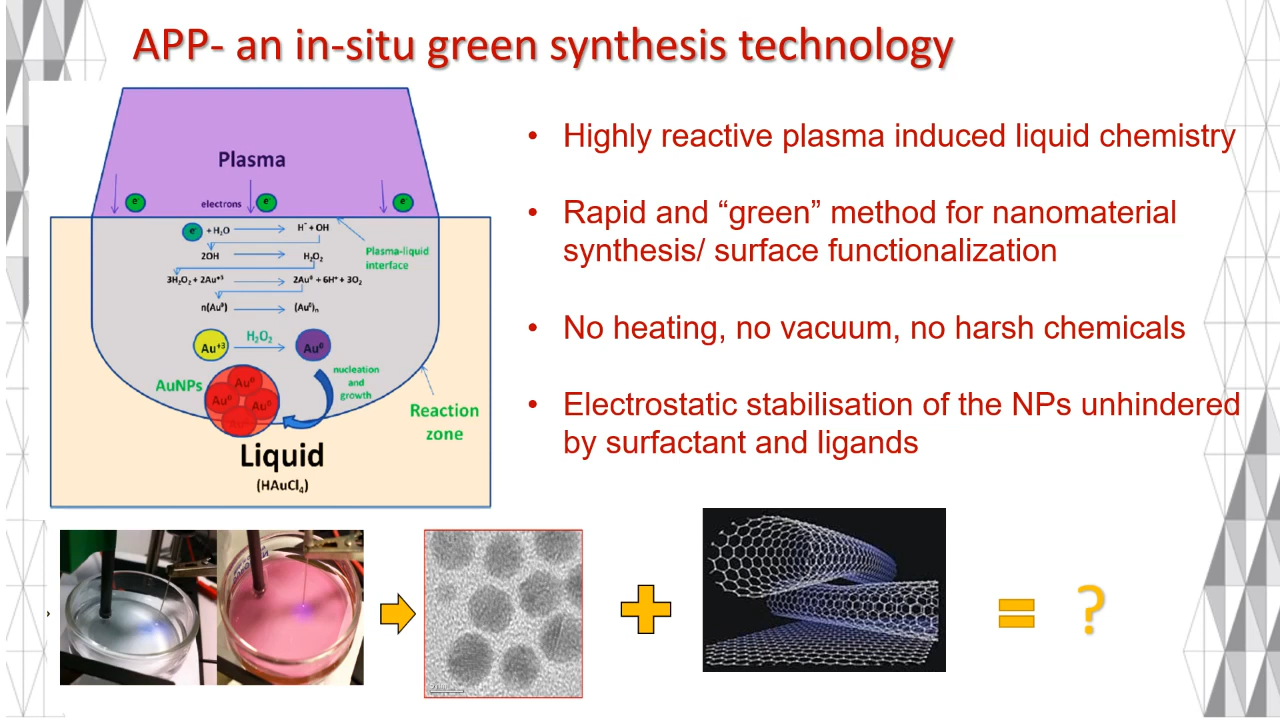 APP- an in-situ green synthesis technology
Plasma
electrons
e-
e-
e-
e- + H2O
H- + OH
Plasma-liquid
interface
2OH
H2O2
3H2O2 + 2Au+3
2Au0 + 6H+ + 3O2
n(Au0)
(Au0)n
Au+3
H2O2
Au0
nucleation
and
growth
AuNPs
Au0
Au0
Au0
Reaction
zone
Liquid
(HAuCl4)
• Highly reactive plasma induced liquid chemistry
• Rapid and “green” method for nanomaterial
synthesis/ surface functionalization
• No heating, no vacuum, no harsh chemicals
• Electrostatic stabilisation of the NPs unhindered
by surfactant and ligands
+
=
?